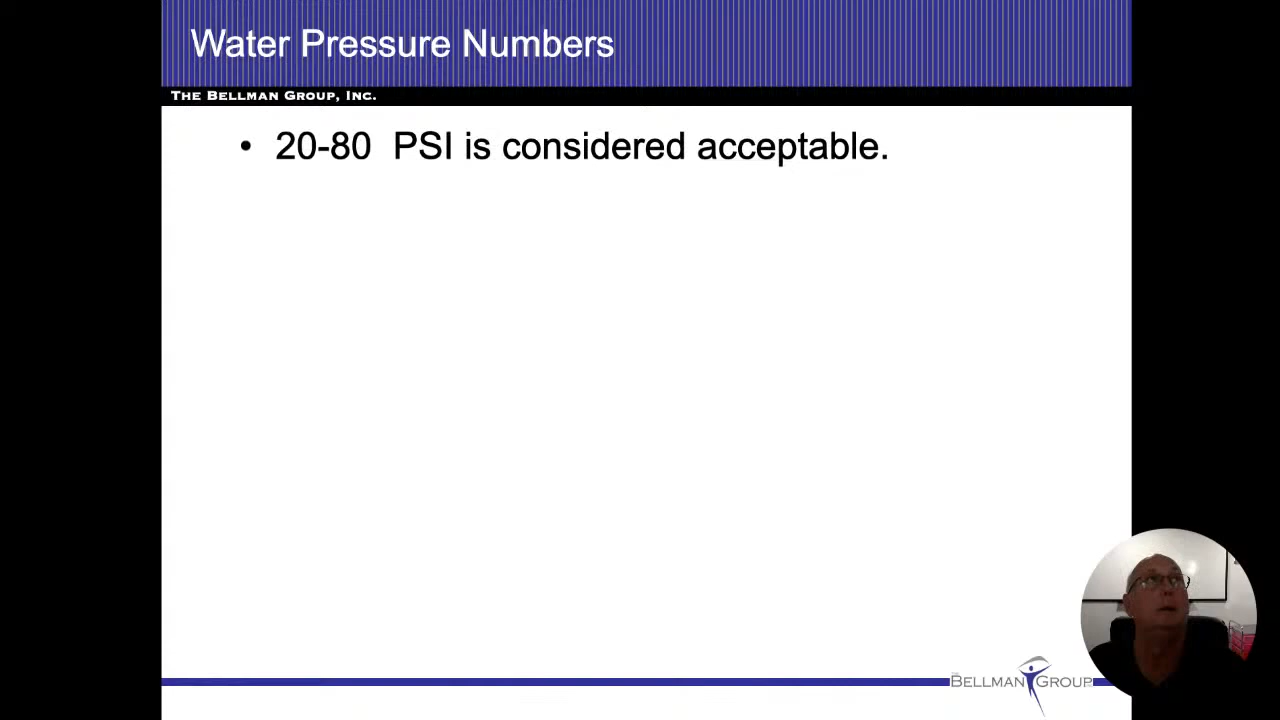 Water Pressure Numbers
THE BELLMAN GROUP, INC.
• 20-80 PSI is considered acceptable.
BELLMAN GROUP